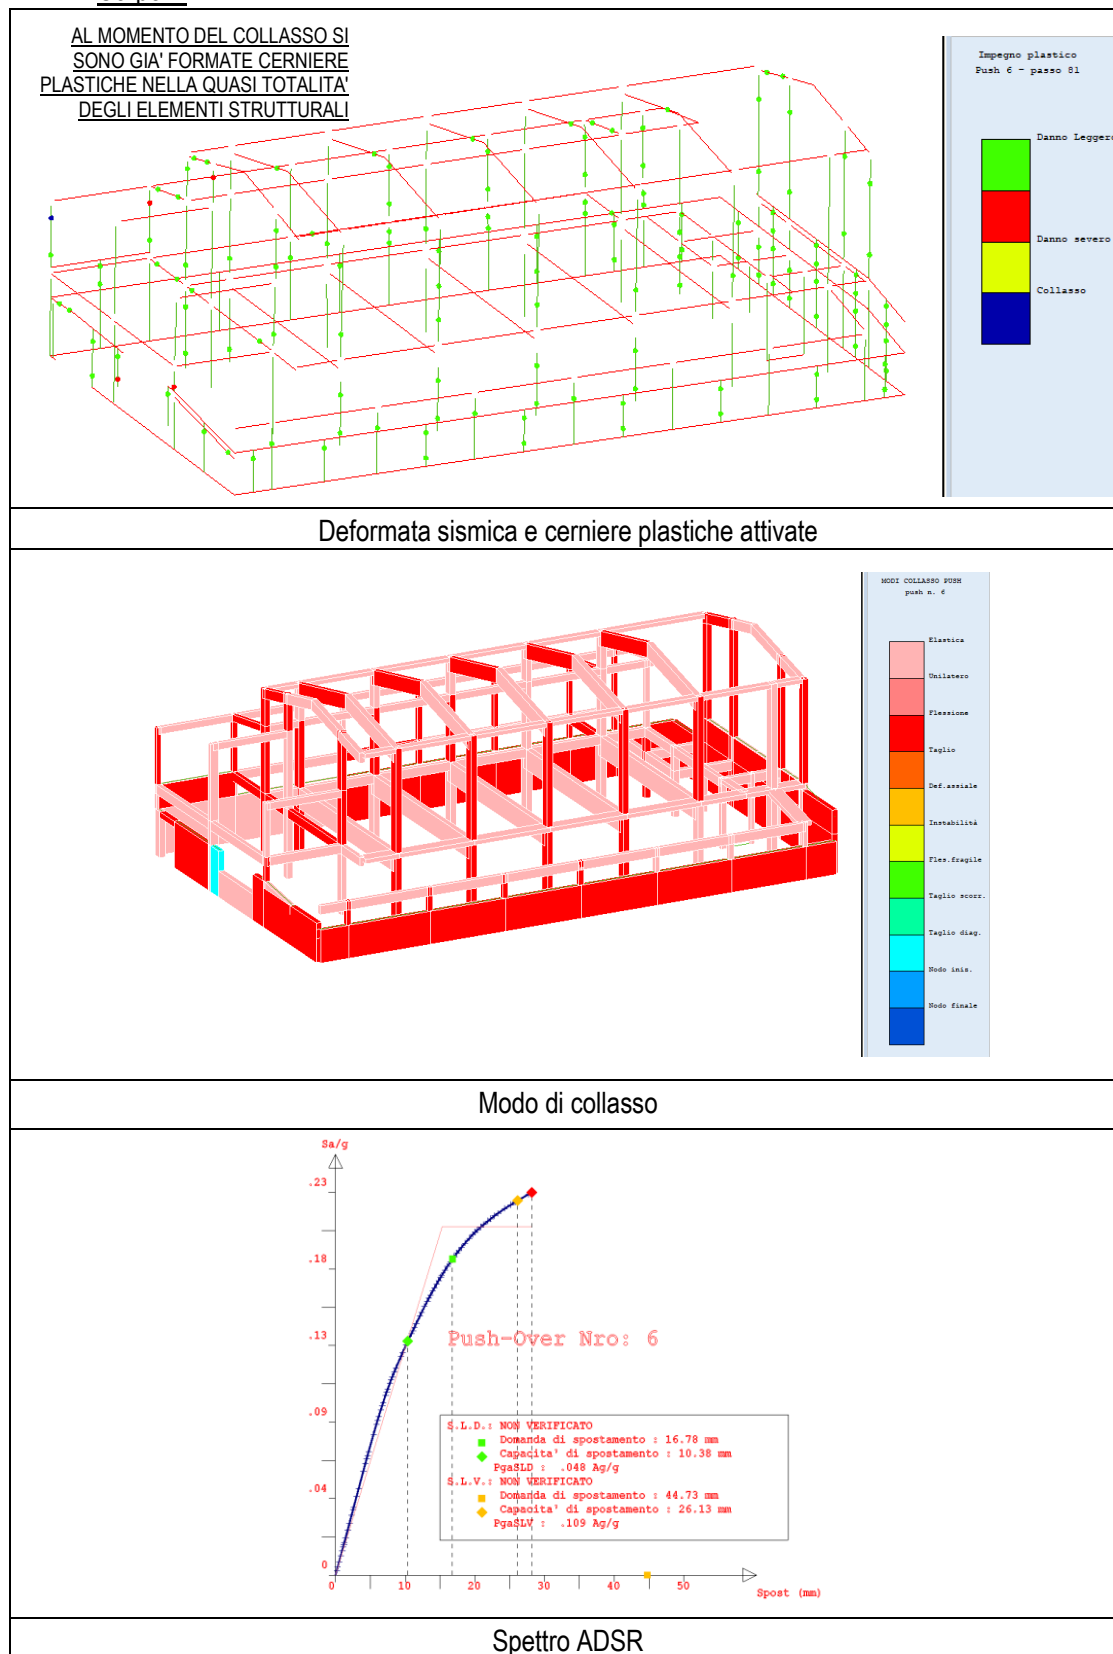 AL MOMENTO DEL COLLASSO SI
SONO GIA' FORMATE CERNIERE
PLASTICHE NELLA QUASI TOTALITA'
DEGLI ELEMENTI STRUTTURALI
Impegno plastico
Push 6 - passo 81
Danno Leggero
Danno severo
Collasso
Deformata sismica e cerniere plastiche attivate
MODI COLLASSO PUSH
push n. 6
Elastica
Unilatero
Flessione
Taglio
Def.assiale
Instabilità
Fles.fragile
Taglio scorr.
Taglio diag.
Nodo iniz.
Nodo finale
Modo di collasso
Sa/g
.23
.18
.13
.09
.04
0
0 10 20 30 40 50
Spost (mm)
Push-Over Nro: 6
S.L.D.: NON VERIFICATO
Domanda di spostamento : 16.78 mm
Capacita' di spostamento : 10.38 mm
PgaSLD : .048 Ag/g
S.L.V.: NON VERIFICATO
Domanda di spostamento : 44.73 mm
Capacita' di spostamento : 26.13 mm
PgaSLV : .109 Ag/g
Spettro ADSR